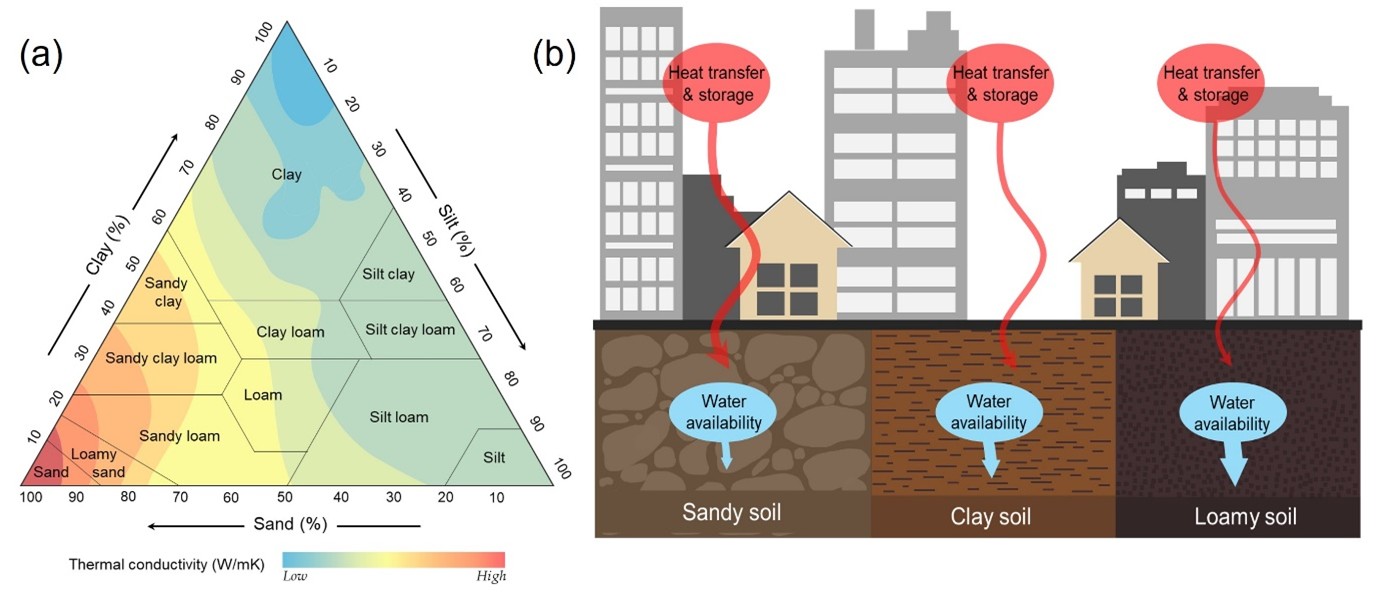 (a)
100
90
80
70
60
50
40
30
20
10
Clay (%)
10
20
30
40
50
60
70
80
90
100
Silt (%)
Clay
Silt clay
Sandy
clay
Clay loam
Silt clay loam
Sandy clay loam
Loam
Silt loam
Sandy loam
Loamy
sand
Sand
Silt
100
90
80
70
60
50
40
30
20
10
Sand (%)
Thermal conductivity (W/mK)
Low
High
(b)
Heat transfer
& storage
Heat transfer
& storage
Heat transfer
& storage
Water
availability
Water
availability
Water
availability
Sandy soil
Clay soil
Loamy soil